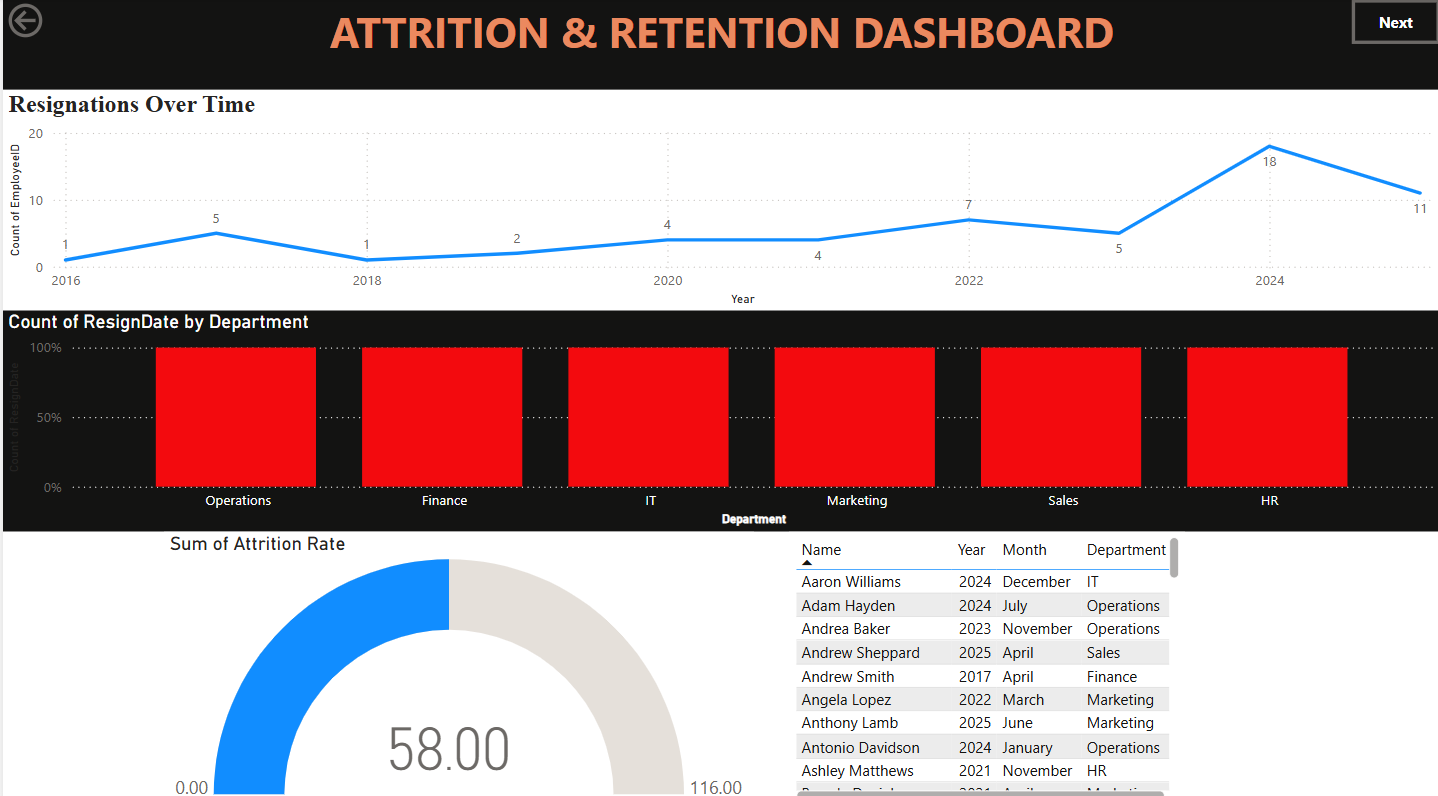 ATTRITION & RETENTION DASHBOARD
Next
Resignations Over Time
Count of EmployeeID
20
10
0
1
5
1
2
4
4
7
5
18
11
2016
2018
2020
2022
2024
Year
Count of ResignDate by Department
Count of ResignDate
100%
50%
0%
Operations
Finance
IT
Marketing
Sales
HR
Department
Sum of Attrition Rate
58.00
0.00
116.00
Name Year Month Department
Aaron Williams 2024 December IT
Adam Hayden 2024 July Operations
Andrea Baker 2023 November Operations
Andrew Sheppard 2025 April Sales
Andrew Smith 2017 April Finance
Angela Lopez 2022 March Marketing
Anthony Lamb 2025 June Marketing
Antonio Davidson 2024 January Operations
Ashley Matthews 2021 November HR